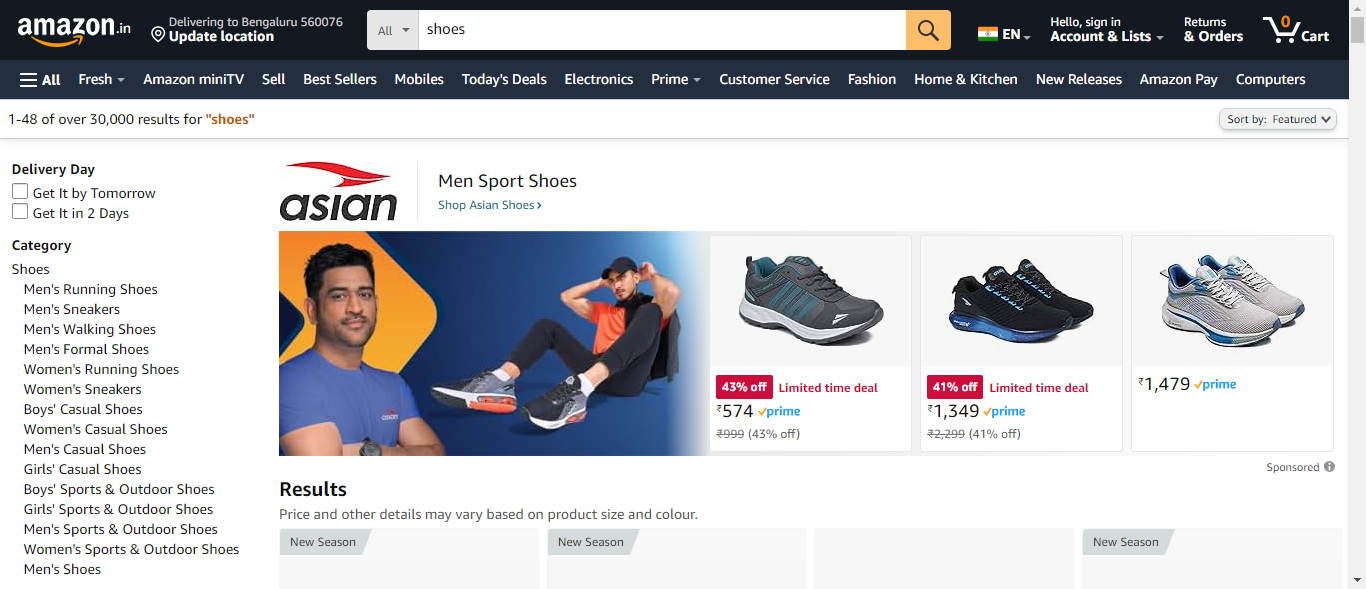 amazon.in
Delivering to Bengaluru 560076
Update location
All
shoes
EN
Hello, sign in
Account & Lists
Returns
& Orders
0
Cart
All Fresh Amazon miniTV Sell Best Sellers Mobiles Today's Deals Electronics Prime Customer Service Fashion Home & Kitchen New Releases Amazon Pay Computers
1-48 of over 30,000 results for "shoes"
Sort by: Featured
Delivery Day
Get It by Tomorrow
Get It in 2 Days
Category
Shoes
Men's Running Shoes
Men's Sneakers
Men's Walking Shoes
Men's Formal Shoes
Women's Running Shoes
Women's Sneakers
Boys' Casual Shoes
Women's Casual Shoes
Men's Casual Shoes
Girls' Casual Shoes
Boys' Sports & Outdoor Shoes
Girls' Sports & Outdoor Shoes
Men's Sports & Outdoor Shoes
Women's Sports & Outdoor Shoes
Men's Shoes
asian
Men Sport Shoes
Shop Asian Shoes ›
asian
43% off Limited time deal
₹574 prime
₹999 (43% off)
41% off Limited time deal
₹1,349 prime
₹2,299 (41% off)
₹1,479 prime
Sponsored
Results
Price and other details may vary based on product size and colour.
New Season
New Season
New Season